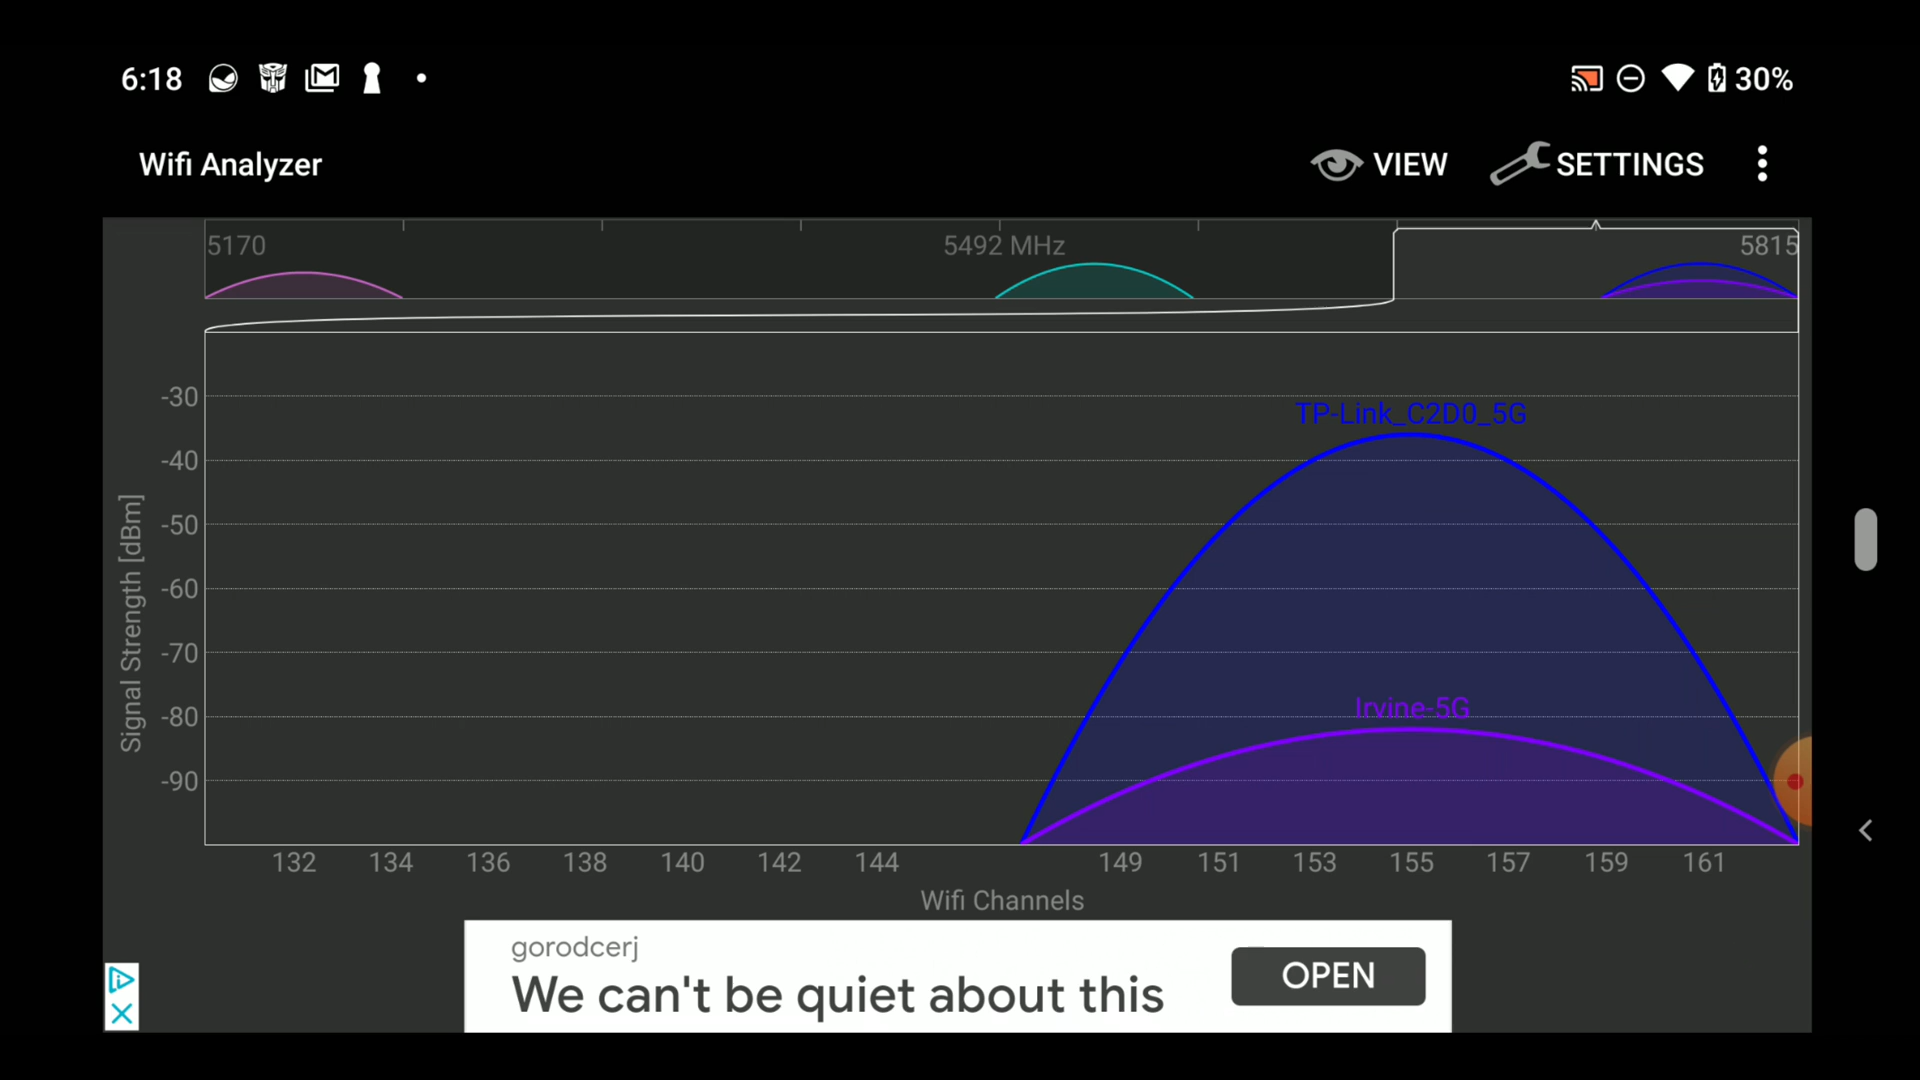 6:18
30%
Wifi Analyzer
VIEW
SETTINGS
5170
5492 MHz
5815
-30
-40
-50
-60
-70
-80
-90
Signal Strength [dBm]
TP-Link_C2D0_5G
Irvine-5G
132 134 136 138 140 142 144 149 151 153 155 157 159 161
Wifi Channels
gorodcerj
We can't be quiet about this
OPEN